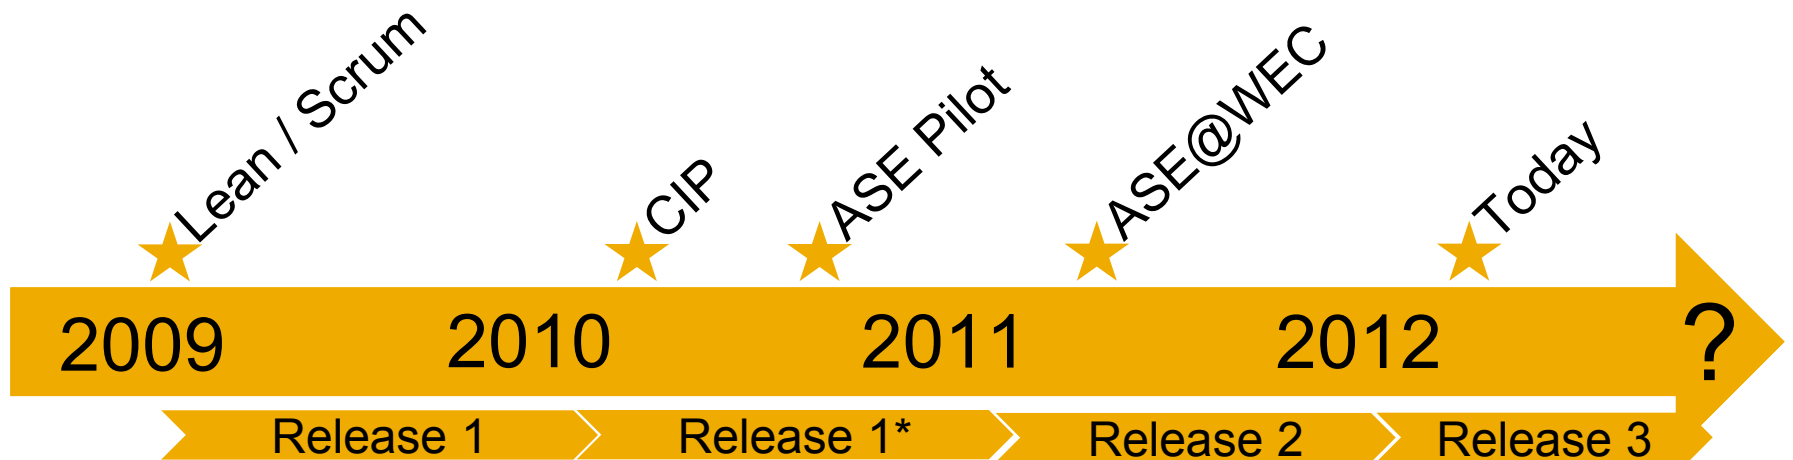 Lean / Scrum
CIP
ASE Pilot
ASE@WEC
Today
2009 2010 2011 2012 ?
Release 1 Release 1* Release 2 Release 3